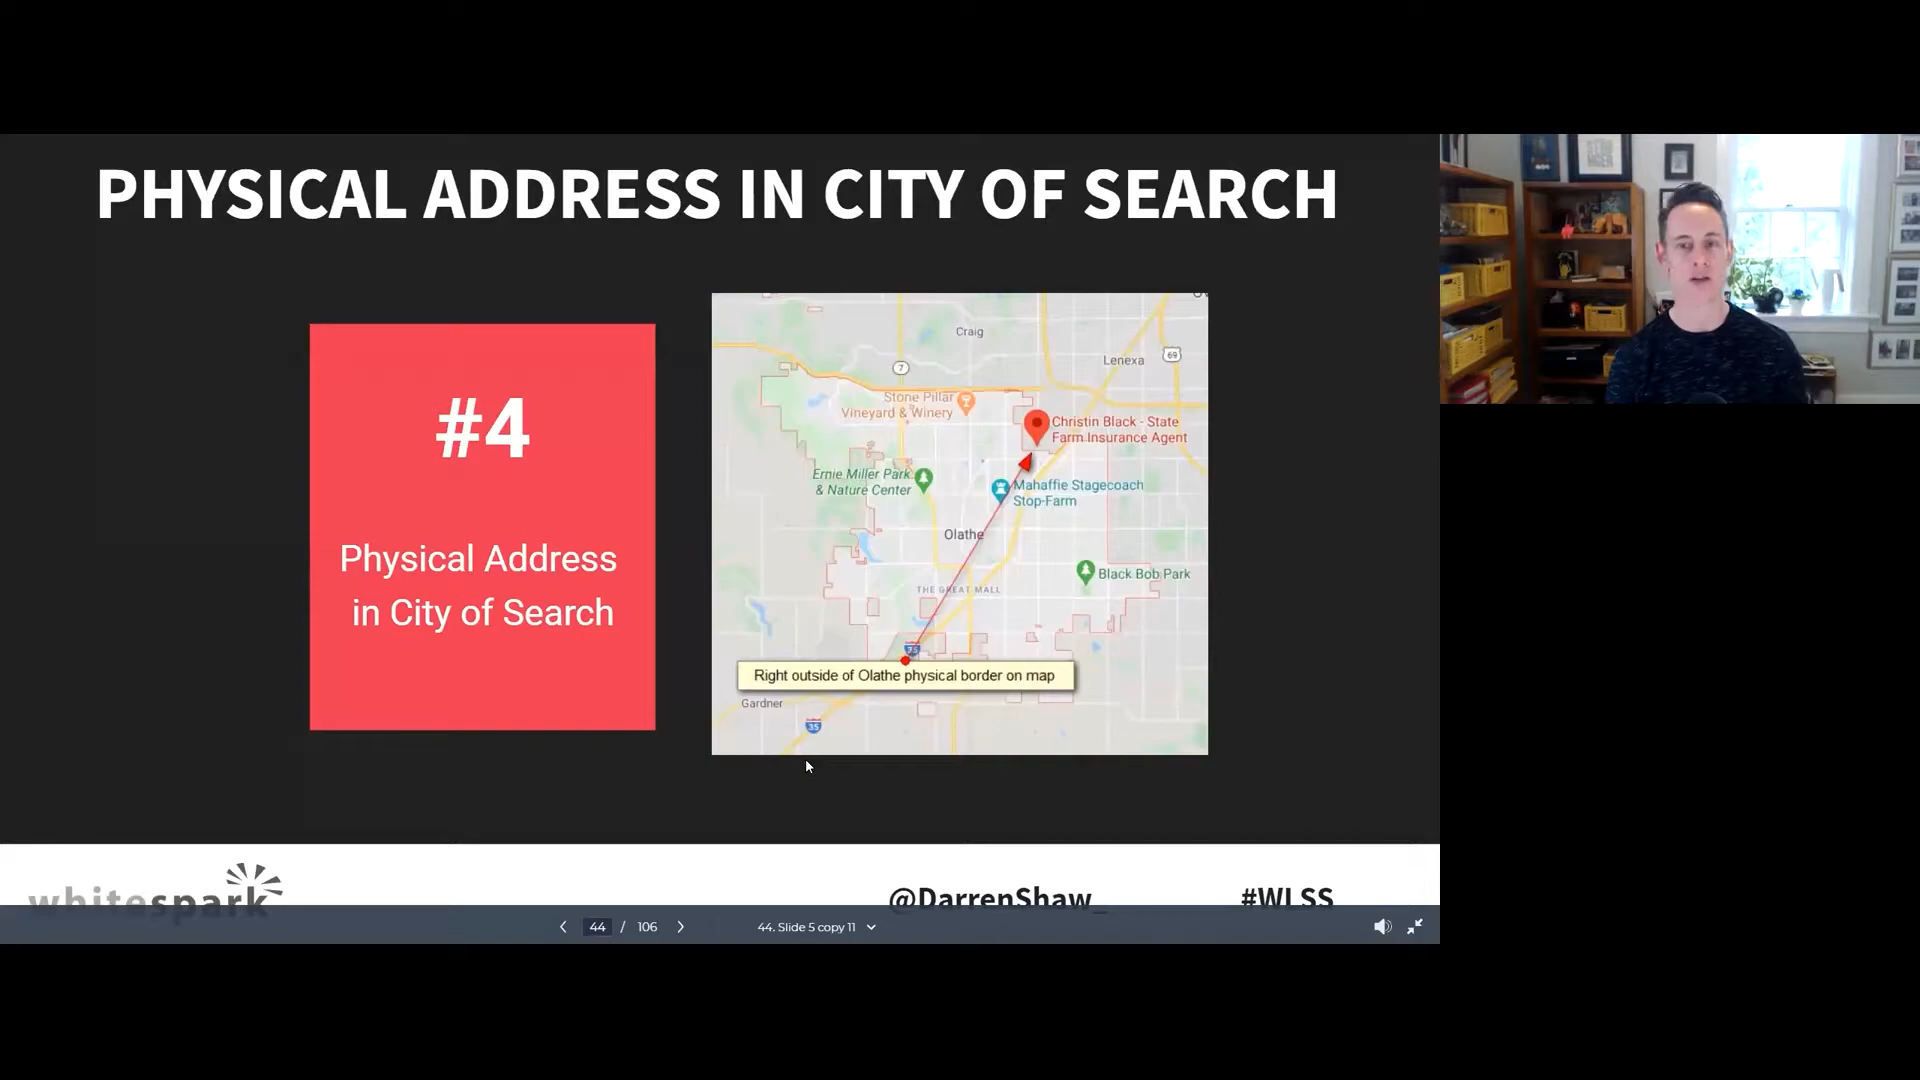 PHYSICAL ADDRESS IN CITY OF SEARCH
#4
Physical Address
in City of Search
Craig
Lenexa
69
7
Stone Pillar
Vineyard & Winery
Christin Black - State
Farm Insurance Agent
Ernie Miller Park
& Nature Center
Mahaffie Stagecoach
Stop-Farm
Olathe
Black Bob Park
THE GREAT MALL
35
Right outside of Olathe physical border on map
Gardner
35
whitespark
@DarrenShaw_
#WLSS
44 / 106
44. Slide 5 copy 11